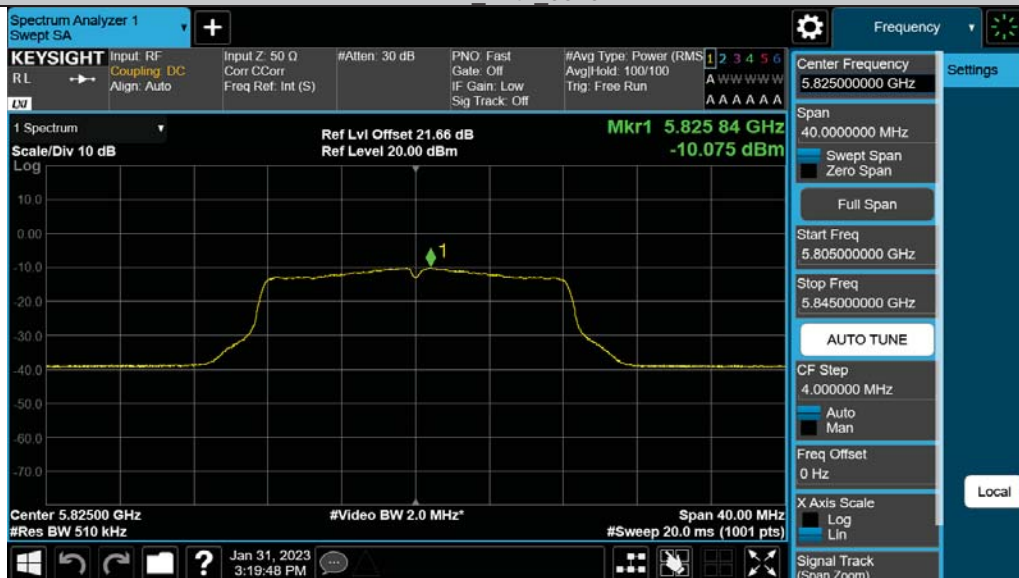 Spectrum Analyzer 1
Swept SA
+
Frequency
KEYSIGHT
RL
LXI
Input: RF
Coupling: DC
Align: Auto
Input Z: 50 Ω
Corr CCorr
Freq Ref: Int (S)
#Atten: 30 dB
PNO: Fast
Gate: Off
IF Gain: Low
Sig Track: Off
#Avg Type: Power (RMS
Avg|Hold: 100/100
Trig: Free Run
1 2 3 4 5 6
A W W W W W
A A A A A A
Center Frequency
5.825000000 GHz
Settings
Span
40.0000000 MHz
Swept Span
Zero Span
Full Span
Start Freq
5.805000000 GHz
Stop Freq
5.845000000 GHz
AUTO TUNE
CF Step
4.000000 MHz
Auto
Man
Freq Offset
0 Hz
X Axis Scale
Log
Lin
Local
Signal Track
(Span Zoom)
1 Spectrum
Scale/Div 10 dB
Log
Ref Lvl Offset 21.66 dB
Ref Level 20.00 dBm
Mkr1 5.825 84 GHz
-10.075 dBm
10.0
0.00
-10.0
-20.0
-30.0
-40.0
-50.0
-60.0
-70.0
1
Center 5.82500 GHz
#Video BW 2.0 MHz*
Span 40.00 MHz
#Res BW 510 kHz
#Sweep 20.0 ms (1001 pts)
?
Jan 31, 2023
3:19:48 PM